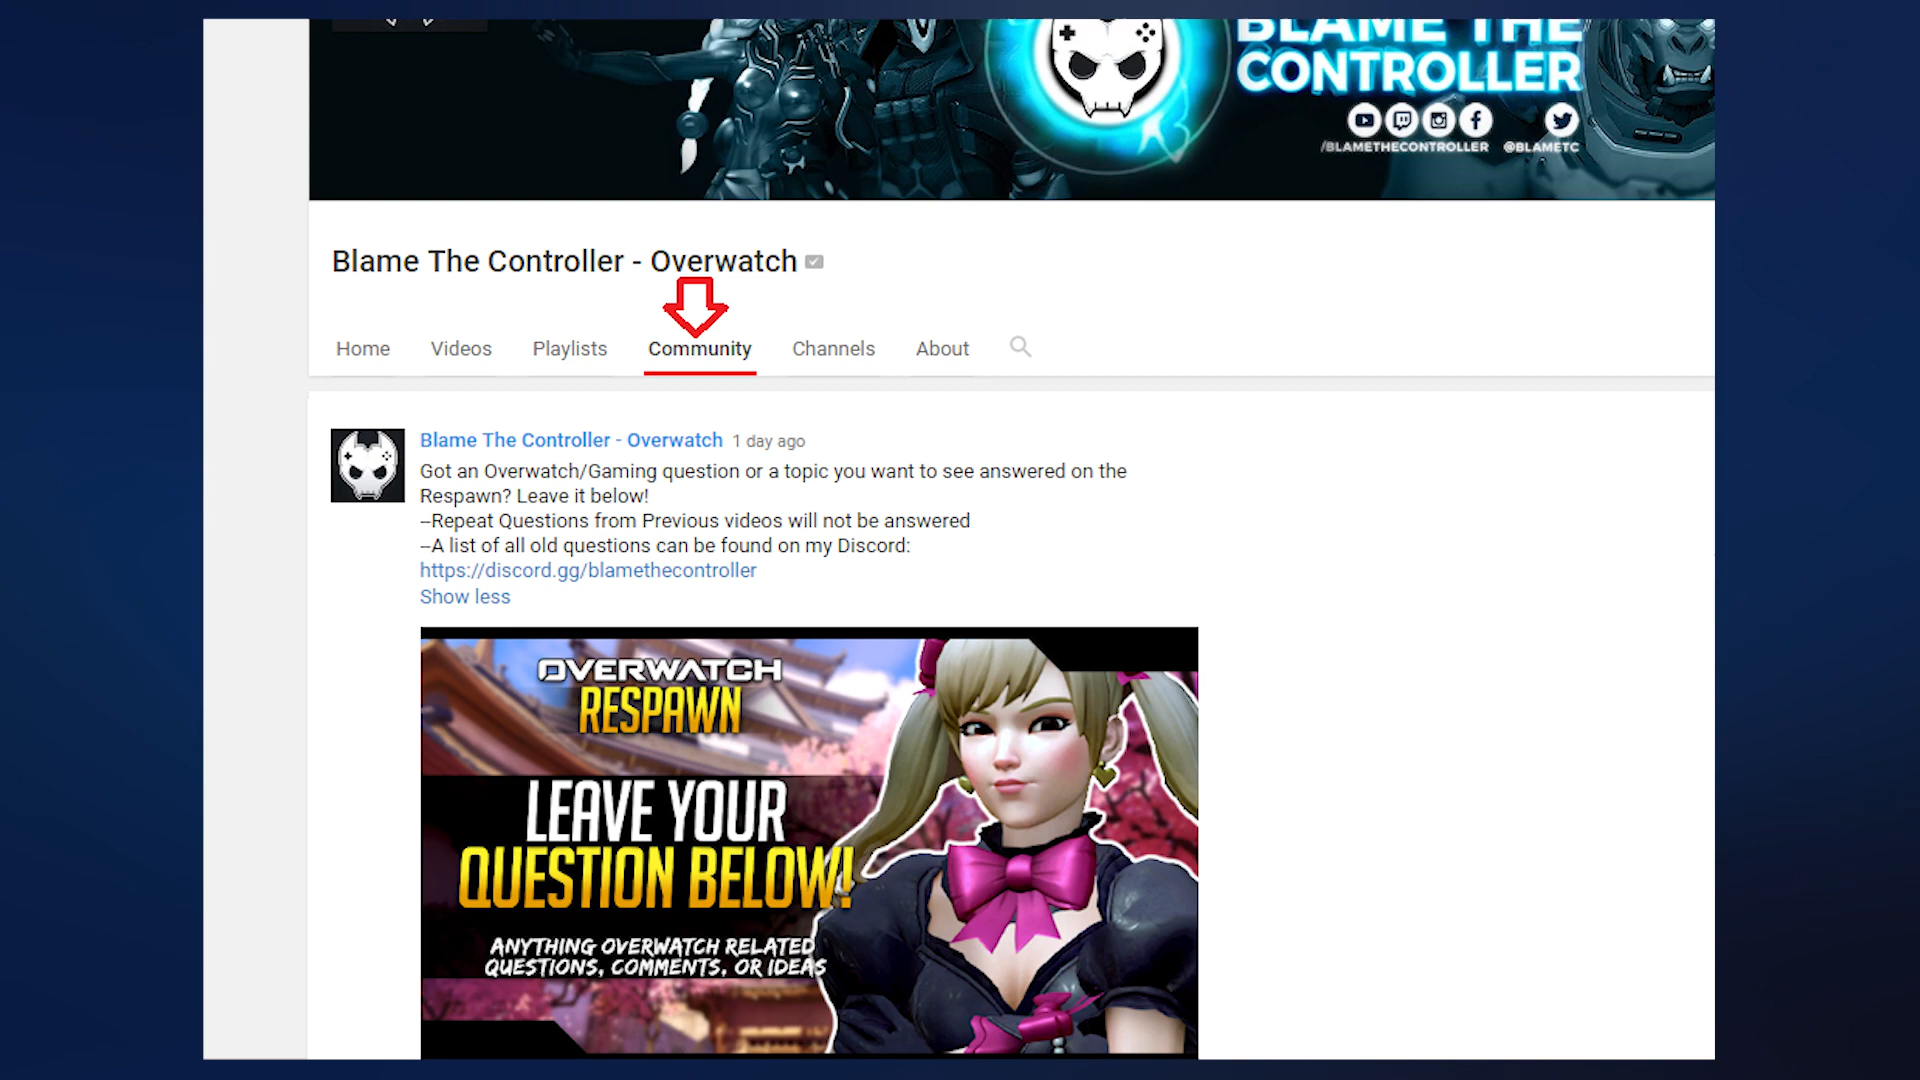 BLAME THE
CONTROLLER
/BLAMETHECONTROLLER @BLAMETC
Blame The Controller - Overwatch
Home Videos Playlists Community Channels About
Blame The Controller - Overwatch 1 day ago
Got an Overwatch/Gaming question or a topic you want to see answered on the
Respawn? Leave it below!
--Repeat Questions from Previous videos will not be answered
--A list of all old questions can be found on my Discord:
https://discord.gg/blamethecontroller
Show less
OVERWATCH
RESPAWN
LEAVE YOUR
QUESTION BELOW!
ANYTHING OVERWATCH RELATED
QUESTIONS, COMMENTS, OR IDEAS